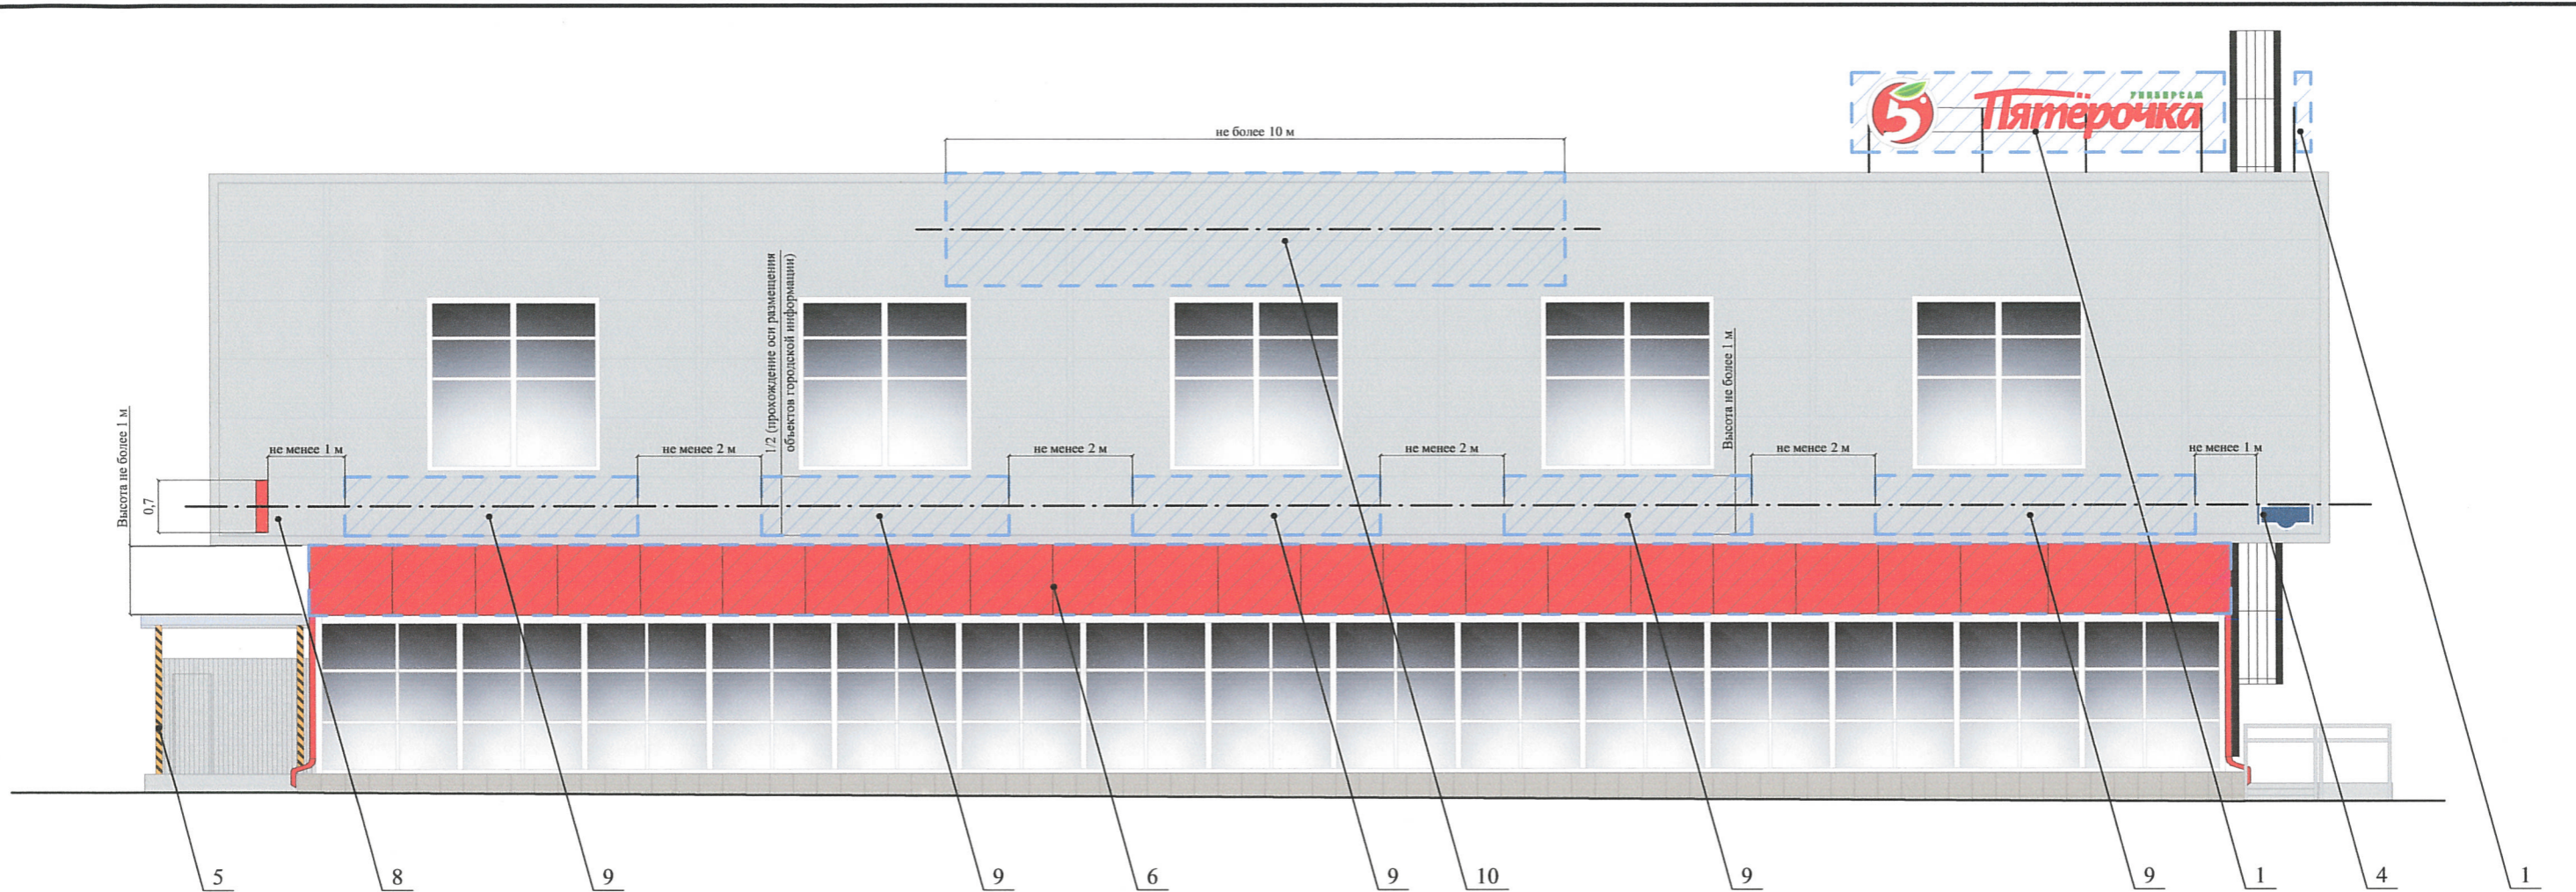 УНИВЕРСАМ
5 Пятёрочка
не более 10 м
1/2 (прохождение оси размещения
объектов городской информации)
Высота не более 1 м
Высота не более 1 м
0,7
не менее 1 м
не менее 2 м
не менее 2 м
не менее 2 м
не менее 2 м
не менее 1 м
5
8
9
9
6
9
10
9
9
1
4
1